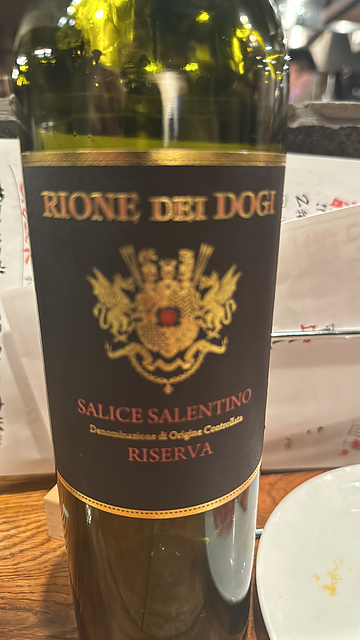 RIONE DEI DOGI
SALICE SALENTINO
Denominazione di Origine Controllata
RISERVA